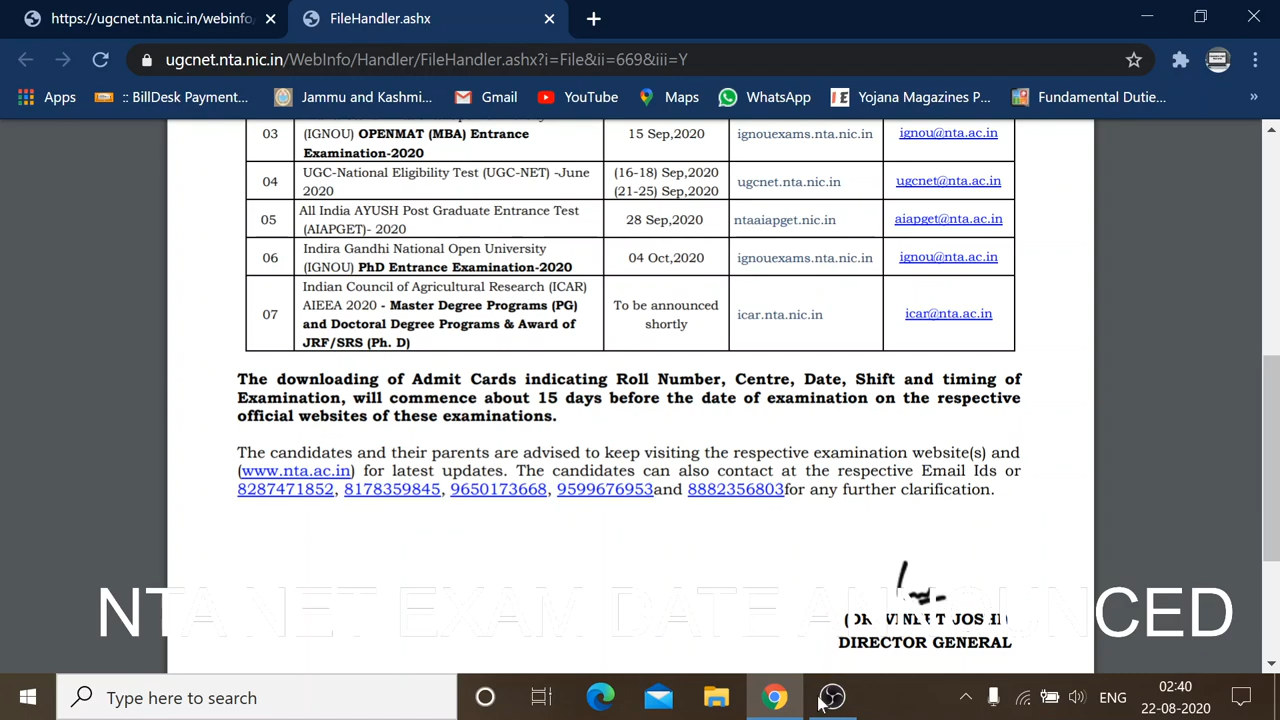 https://ugcnet.nta.nic.in/webinfo/
FileHandler.ashx
ugcnet.nta.nic.in/WebInfo/Handler/FileHandler.ashx?i=File&ii=669&iii=Y
Apps
:: BillDesk Payment...
Jammu and Kashmi...
Gmail
YouTube
Maps
WhatsApp
Yojana Magazines P...
Fundamental Dutie...
»
03 (IGNOU) OPENMAT (MBA) Entrance Examination-2020 15 Sep,2020 ignouexams.nta.nic.in ignou@nta.ac.in
04 UGC-National Eligibility Test (UGC-NET) -June 2020 (16-18) Sep,2020 (21-25) Sep,2020 ugcnet.nta.nic.in ugcnet@nta.ac.in
05 All India AYUSH Post Graduate Entrance Test (AIAPGET)- 2020 28 Sep,2020 ntaaiapget.nic.in aiapget@nta.ac.in
06 Indira Gandhi National Open University (IGNOU) PhD Entrance Examination-2020 04 Oct,2020 ignouexams.nta.nic.in ignou@nta.ac.in
07 Indian Council of Agricultural Research (ICAR) AIEEA 2020 - Master Degree Programs (PG) and Doctoral Degree Programs & Award of JRF/SRS (Ph. D) To be announced shortly icar.nta.nic.in icar@nta.ac.in
The downloading of Admit Cards indicating Roll Number, Centre, Date, Shift and timing of
Examination, will commence about 15 days before the date of examination on the respective
official websites of these examinations.
The candidates and their parents are advised to keep visiting the respective examination website(s) and
(www.nta.ac.in) for latest updates. The candidates can also contact at the respective Email Ids or
8287471852, 8178359845, 9650173668, 9599676953and 8882356803for any further clarification.
NTA NET EXAM DATE ANNOUNCED
(DR. VINEET JOSHI)
DIRECTOR GENERAL
Type here to search
ENG
02:40
22-08-2020